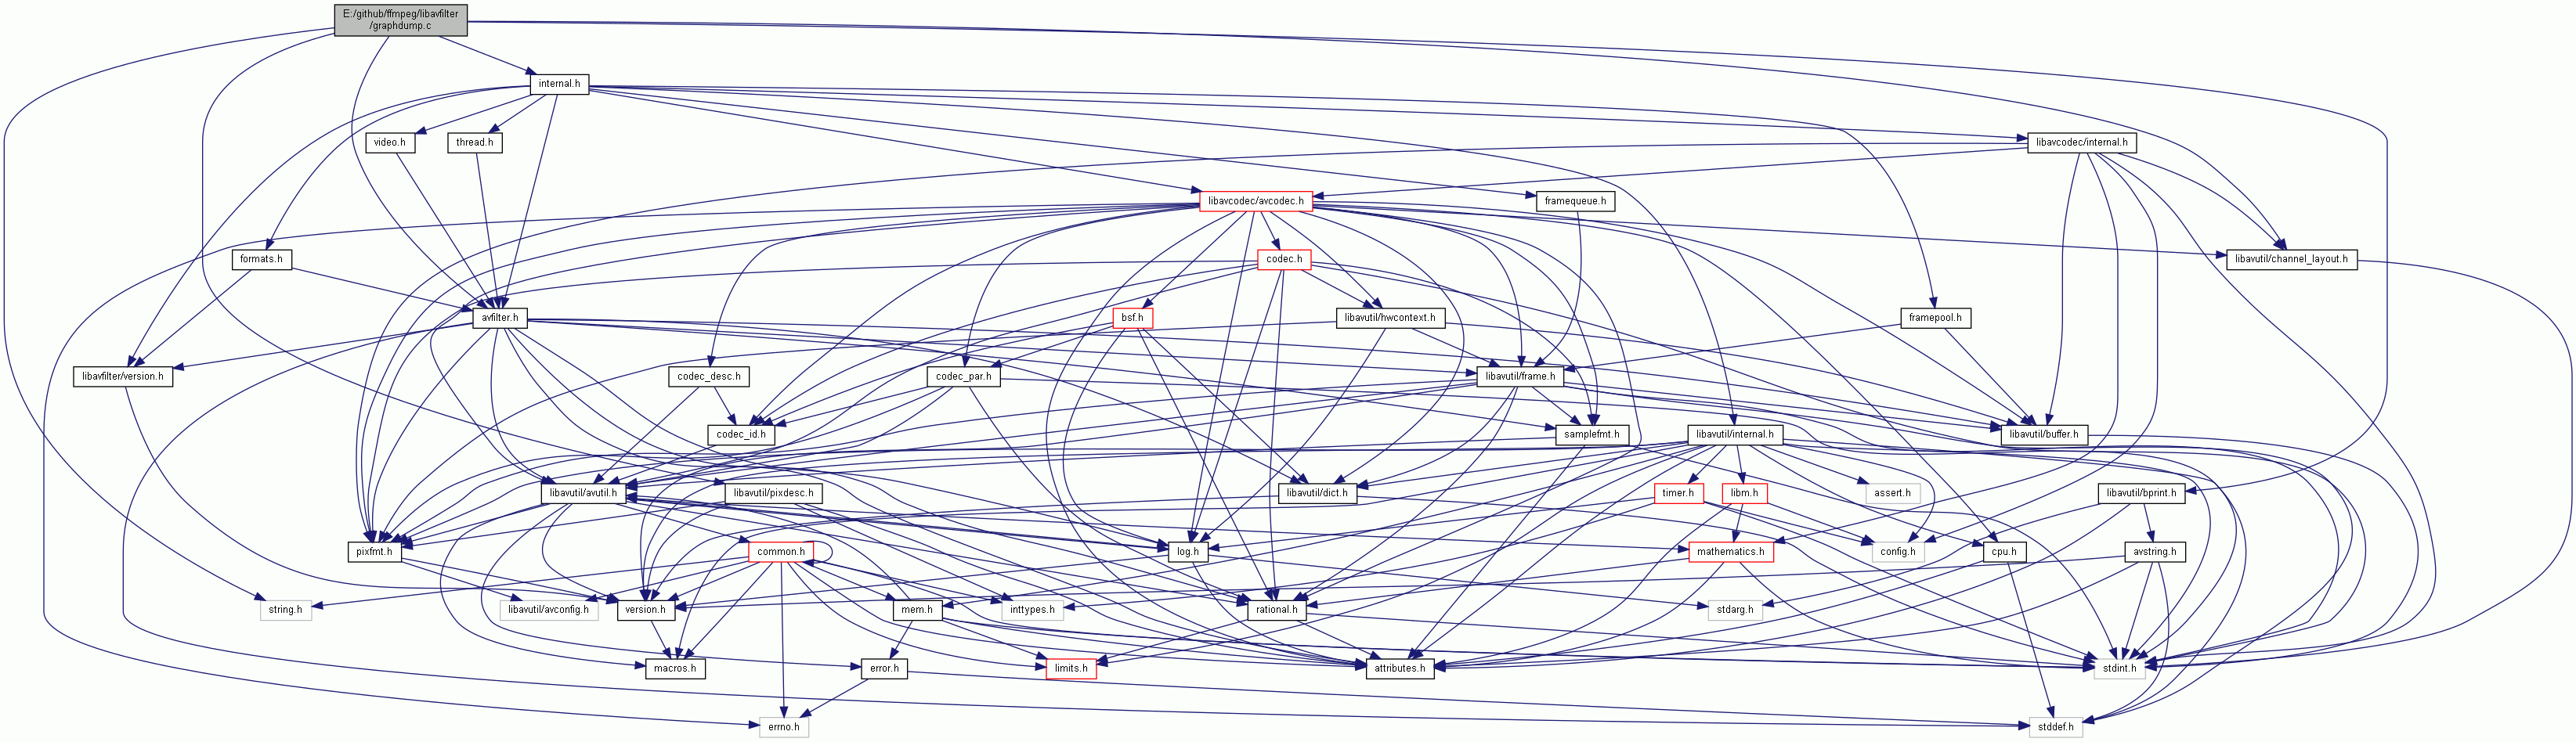 E:/github/ffmpeg/libavfilter
/graphdump.c
internal.h
video.h
thread.h
libavcodec/internal.h
libavcodec/avcodec.h
framequeue.h
formats.h
codec.h
libavutil/channel_layout.h
avfilter.h
bsf.h
libavutil/hwcontext.h
framepool.h
libavfilter/version.h
codec_desc.h
codec_par.h
libavutil/frame.h
codec_id.h
samplefmt.h
libavutil/internal.h
libavutil/buffer.h
libavutil/avutil.h
libavutil/pixdesc.h
libavutil/dict.h
timer.h
libm.h
assert.h
libavutil/bprint.h
pixfmt.h
common.h
log.h
mathematics.h
config.h
cpu.h
avstring.h
string.h
libavutil/avconfig.h
version.h
mem.h
inttypes.h
rational.h
stdarg.h
macros.h
error.h
limits.h
attributes.h
stdint.h
errno.h
stddef.h